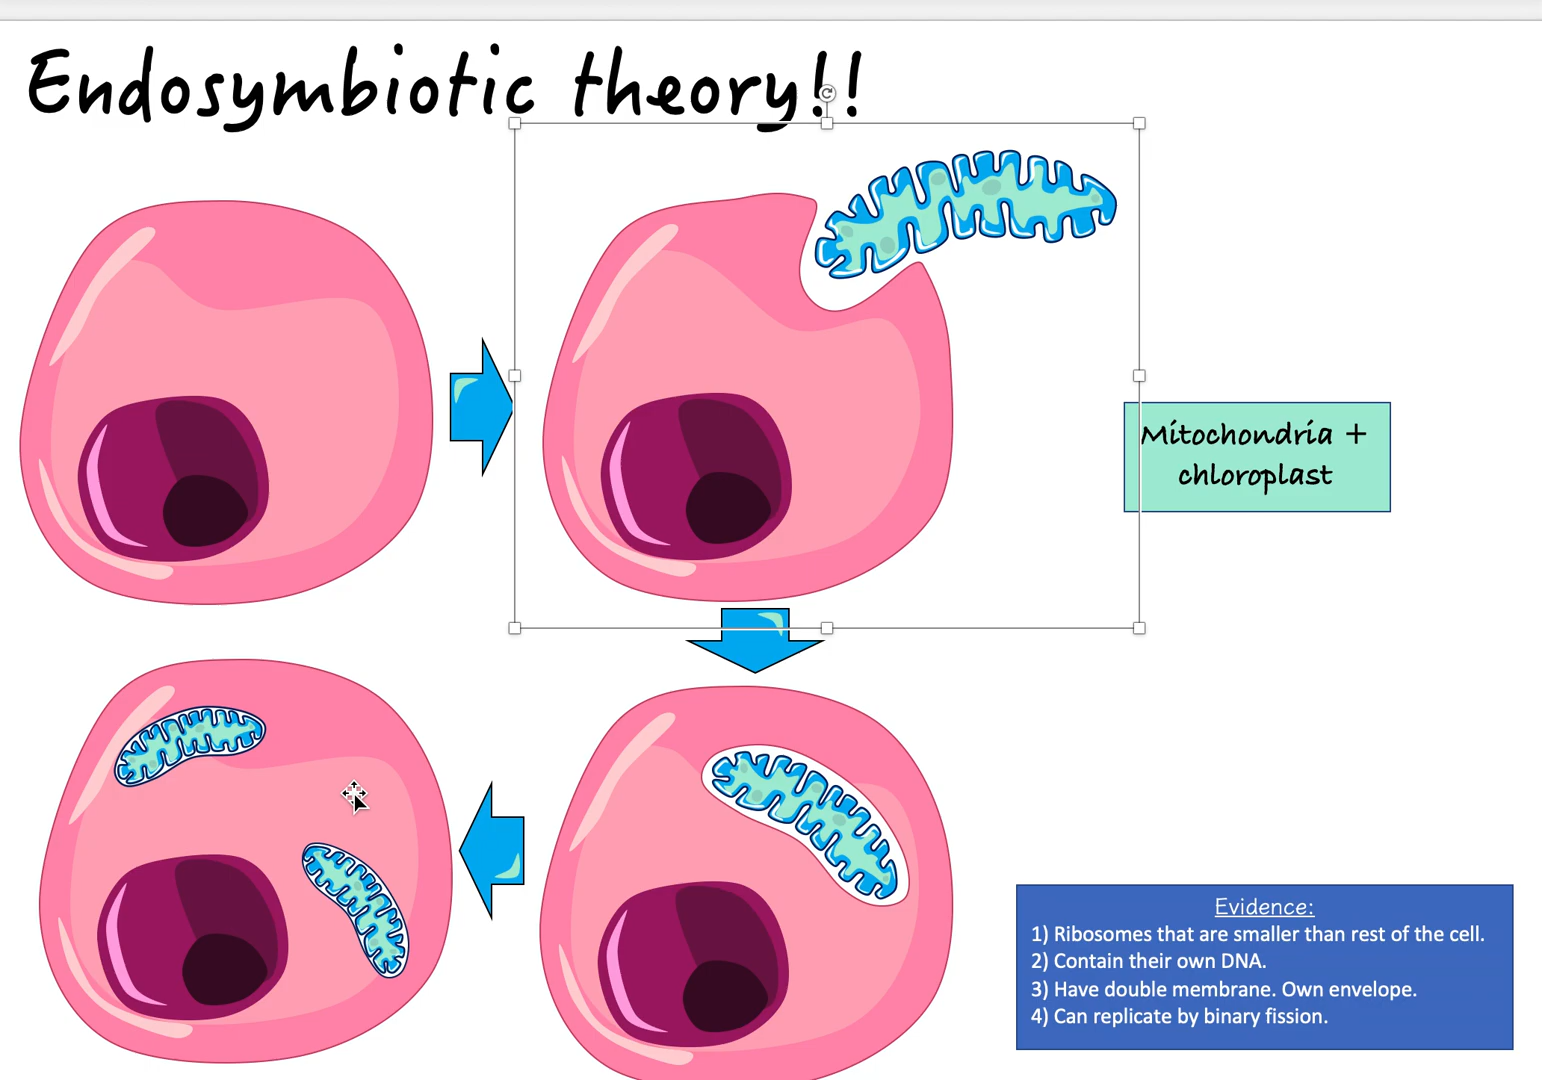 Endosymbiotic theory!!
Mitochondria +
chloroplast
Evidence:
1) Ribosomes that are smaller than rest of the cell.
2) Contain their own DNA.
3) Have double membrane. Own envelope.
4) Can replicate by binary fission.